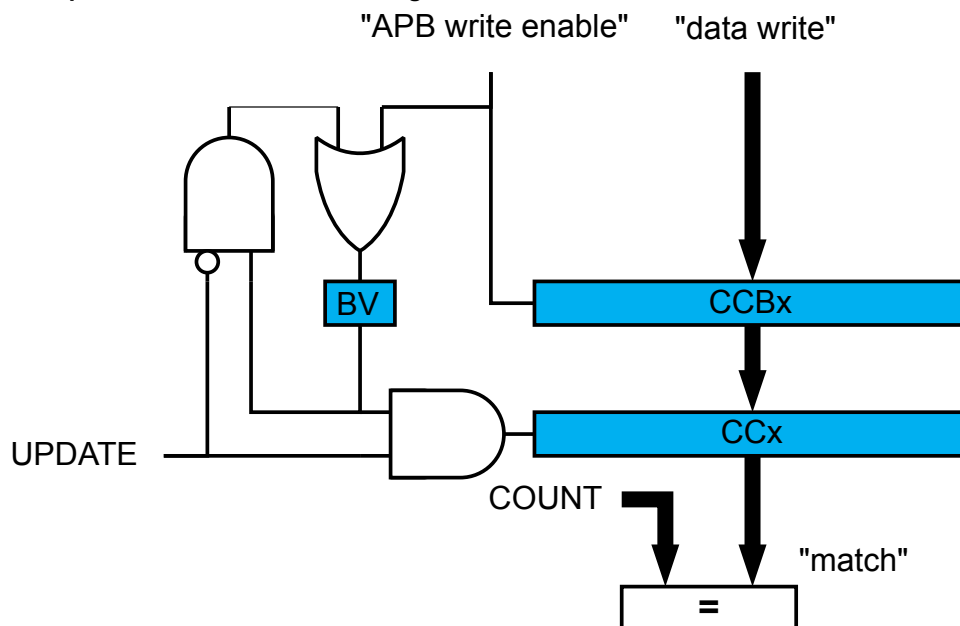 "APB write enable" "data write"
BV
CCBx
CCx
UPDATE
COUNT
"match"
=